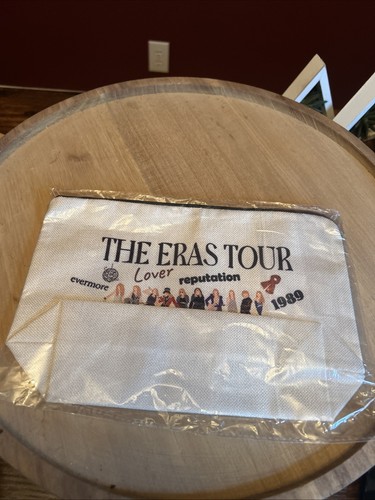 THE ERAS TOUR
evermore Lover reputation 1989